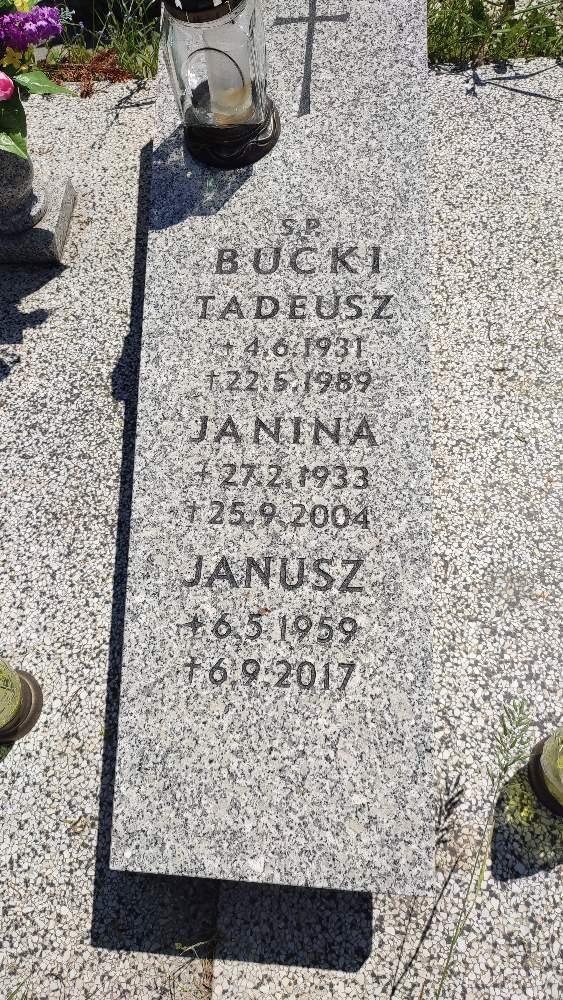 S.P.
BUCKI
TADEUSZ
+ 4.6.1931
† 22.5.1989
JANINA
+ 27.2.1933
† 25.9.2004
JANUSZ
+ 6.5.1959
† 6.9.2017